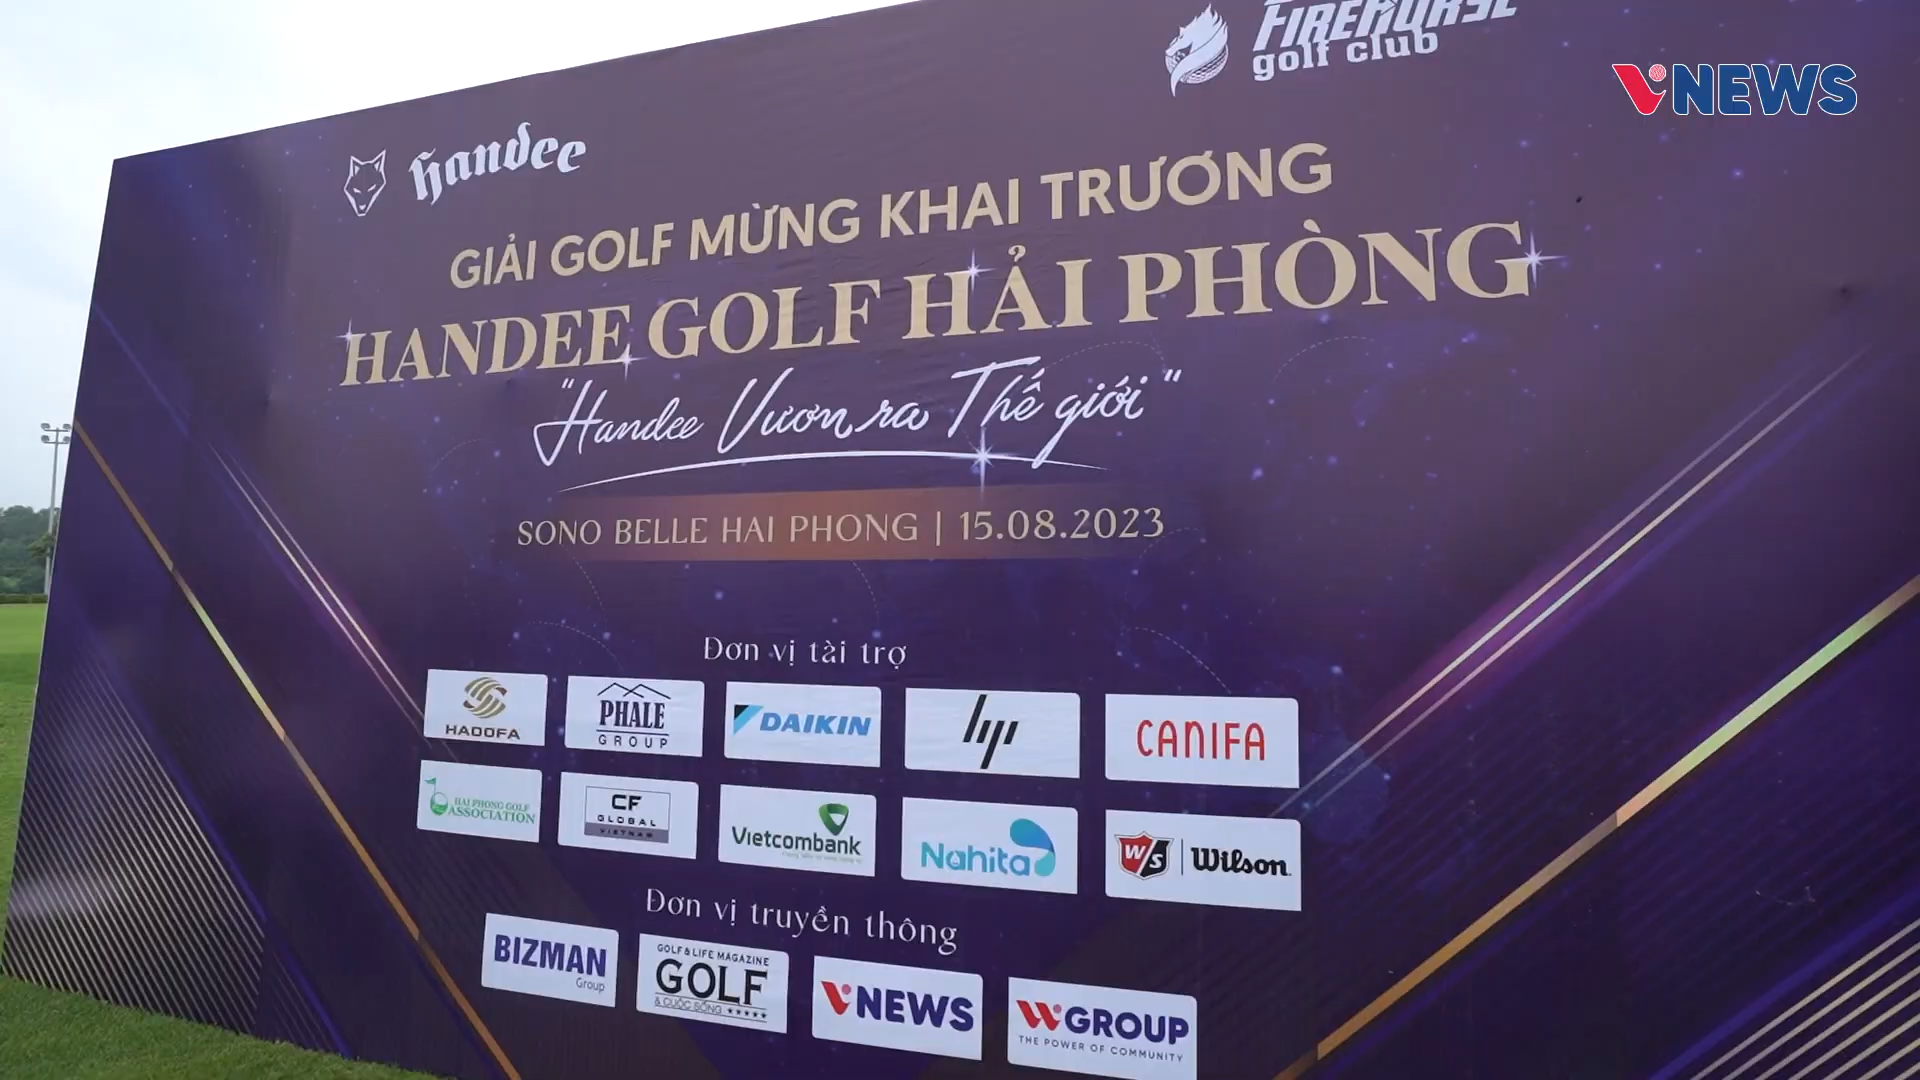 FIREHORSE
golf club
VNEWS
Handee
GIẢI GOLF MỪNG KHAI TRƯƠNG
HANDEE GOLF HẢI PHÒNG
"Handee Vươn ra Thế giới"
SONO BELLE HAI PHONG | 15.08.2023
Đơn vị tài trợ
HADOFA
PHALE
GROUP
DAIKIN
hp
CANIFA
HAI PHONG GOLF
ASSOCIATION
CF
GLOBAL
VIETNAM
Vietcombank
Nahita
W/S | Wilson
Đơn vị truyền thông
BIZMAN
Group
GOLF & LIFE MAGAZINE
GOLF
& CUỘC SỐNG ★★★★★
VNEWS
WGROUP
THE POWER OF COMMUNITY